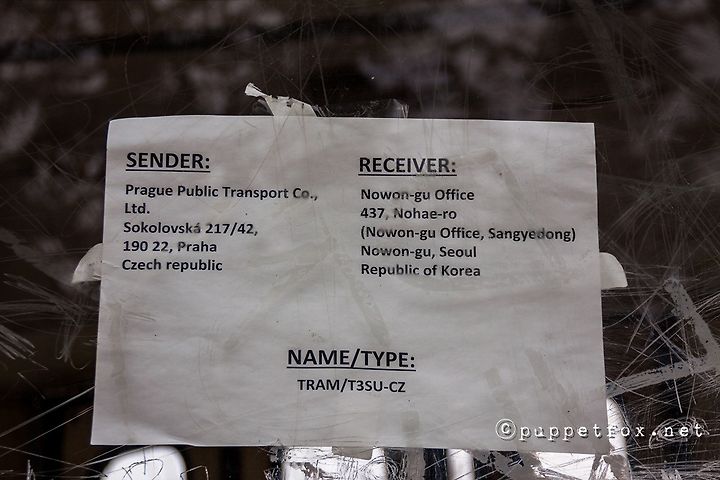 SENDER:
Prague Public Transport Co.,
Ltd.
Sokolovská 217/42,
190 22, Praha
Czech republic
RECEIVER:
Nowon-gu Office
437, Nohae-ro
(Nowon-gu Office, Sangyedong)
Nowon-gu, Seoul
Republic of Korea
NAME/TYPE:
TRAM/T3SU-CZ
©puppetfox.net